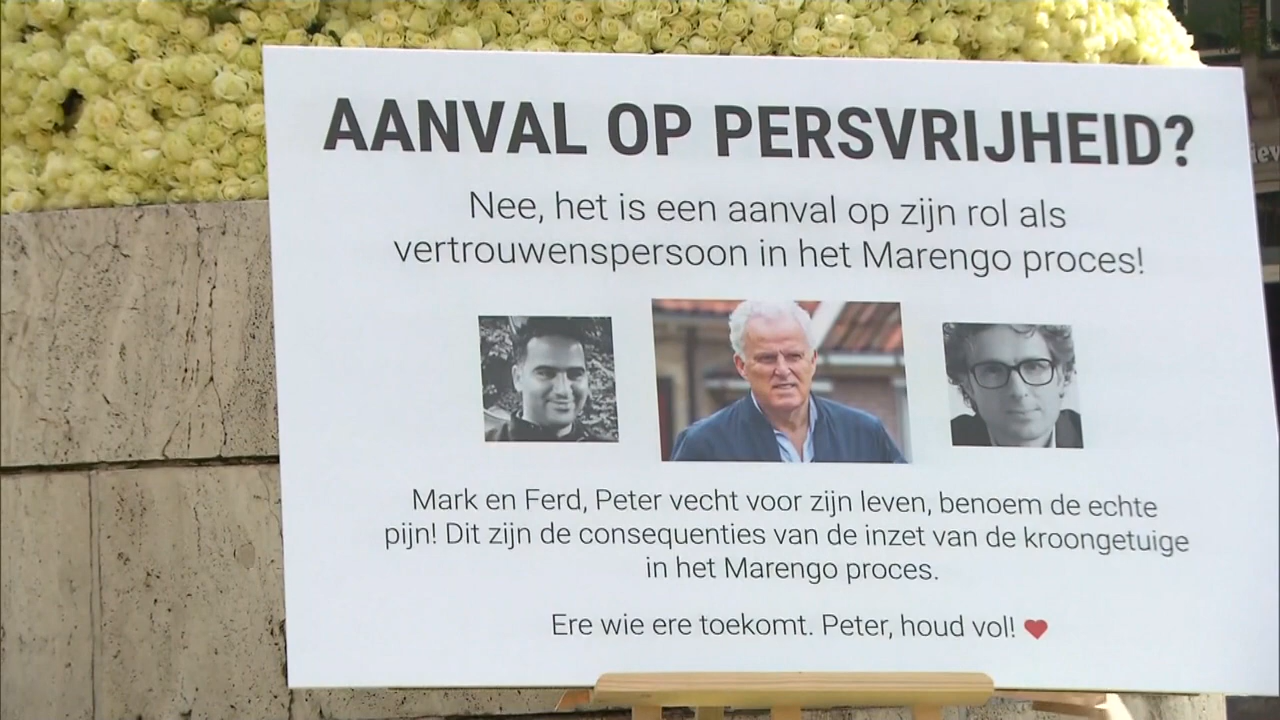 AANVAL OP PERSVRIJHEID?
Nee, het is een aanval op zijn rol als
vertrouwenspersoon in het Marengo proces!
Mark en Ferd, Peter vecht voor zijn leven, benoem de echte
pijn! Dit zijn de consequenties van de inzet van de kroongetuige
in het Marengo proces.
Ere wie ere toekomt. Peter, houd vol! ❤